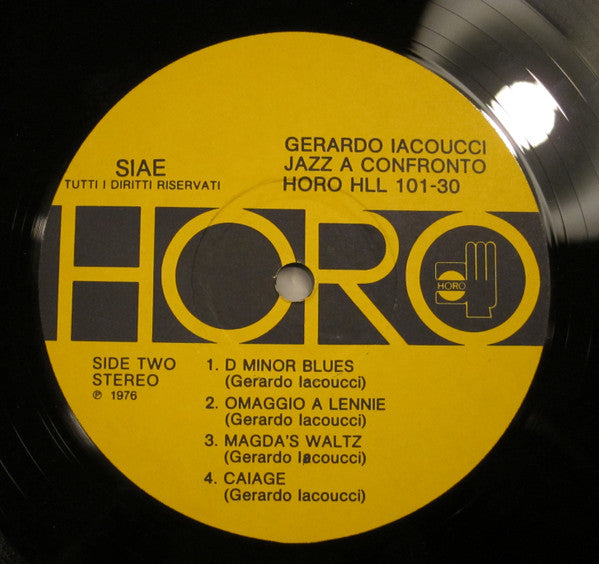 SIAE
TUTTI I DIRITTI RISERVATI
GERARDO IACOUCCI
JAZZ A CONFRONTO
HORO HLL 101-30
HORO
HORO
SIDE TWO
STEREO
℗ 1976
1. D MINOR BLUES
(Gerardo Iacoucci)
2. OMAGGIO A LENNIE
(Gerardo Iacoucci)
3. MAGDA'S WALTZ
(Gerardo Iacoucci)
4. CAIAGE
(Gerardo Iacoucci)